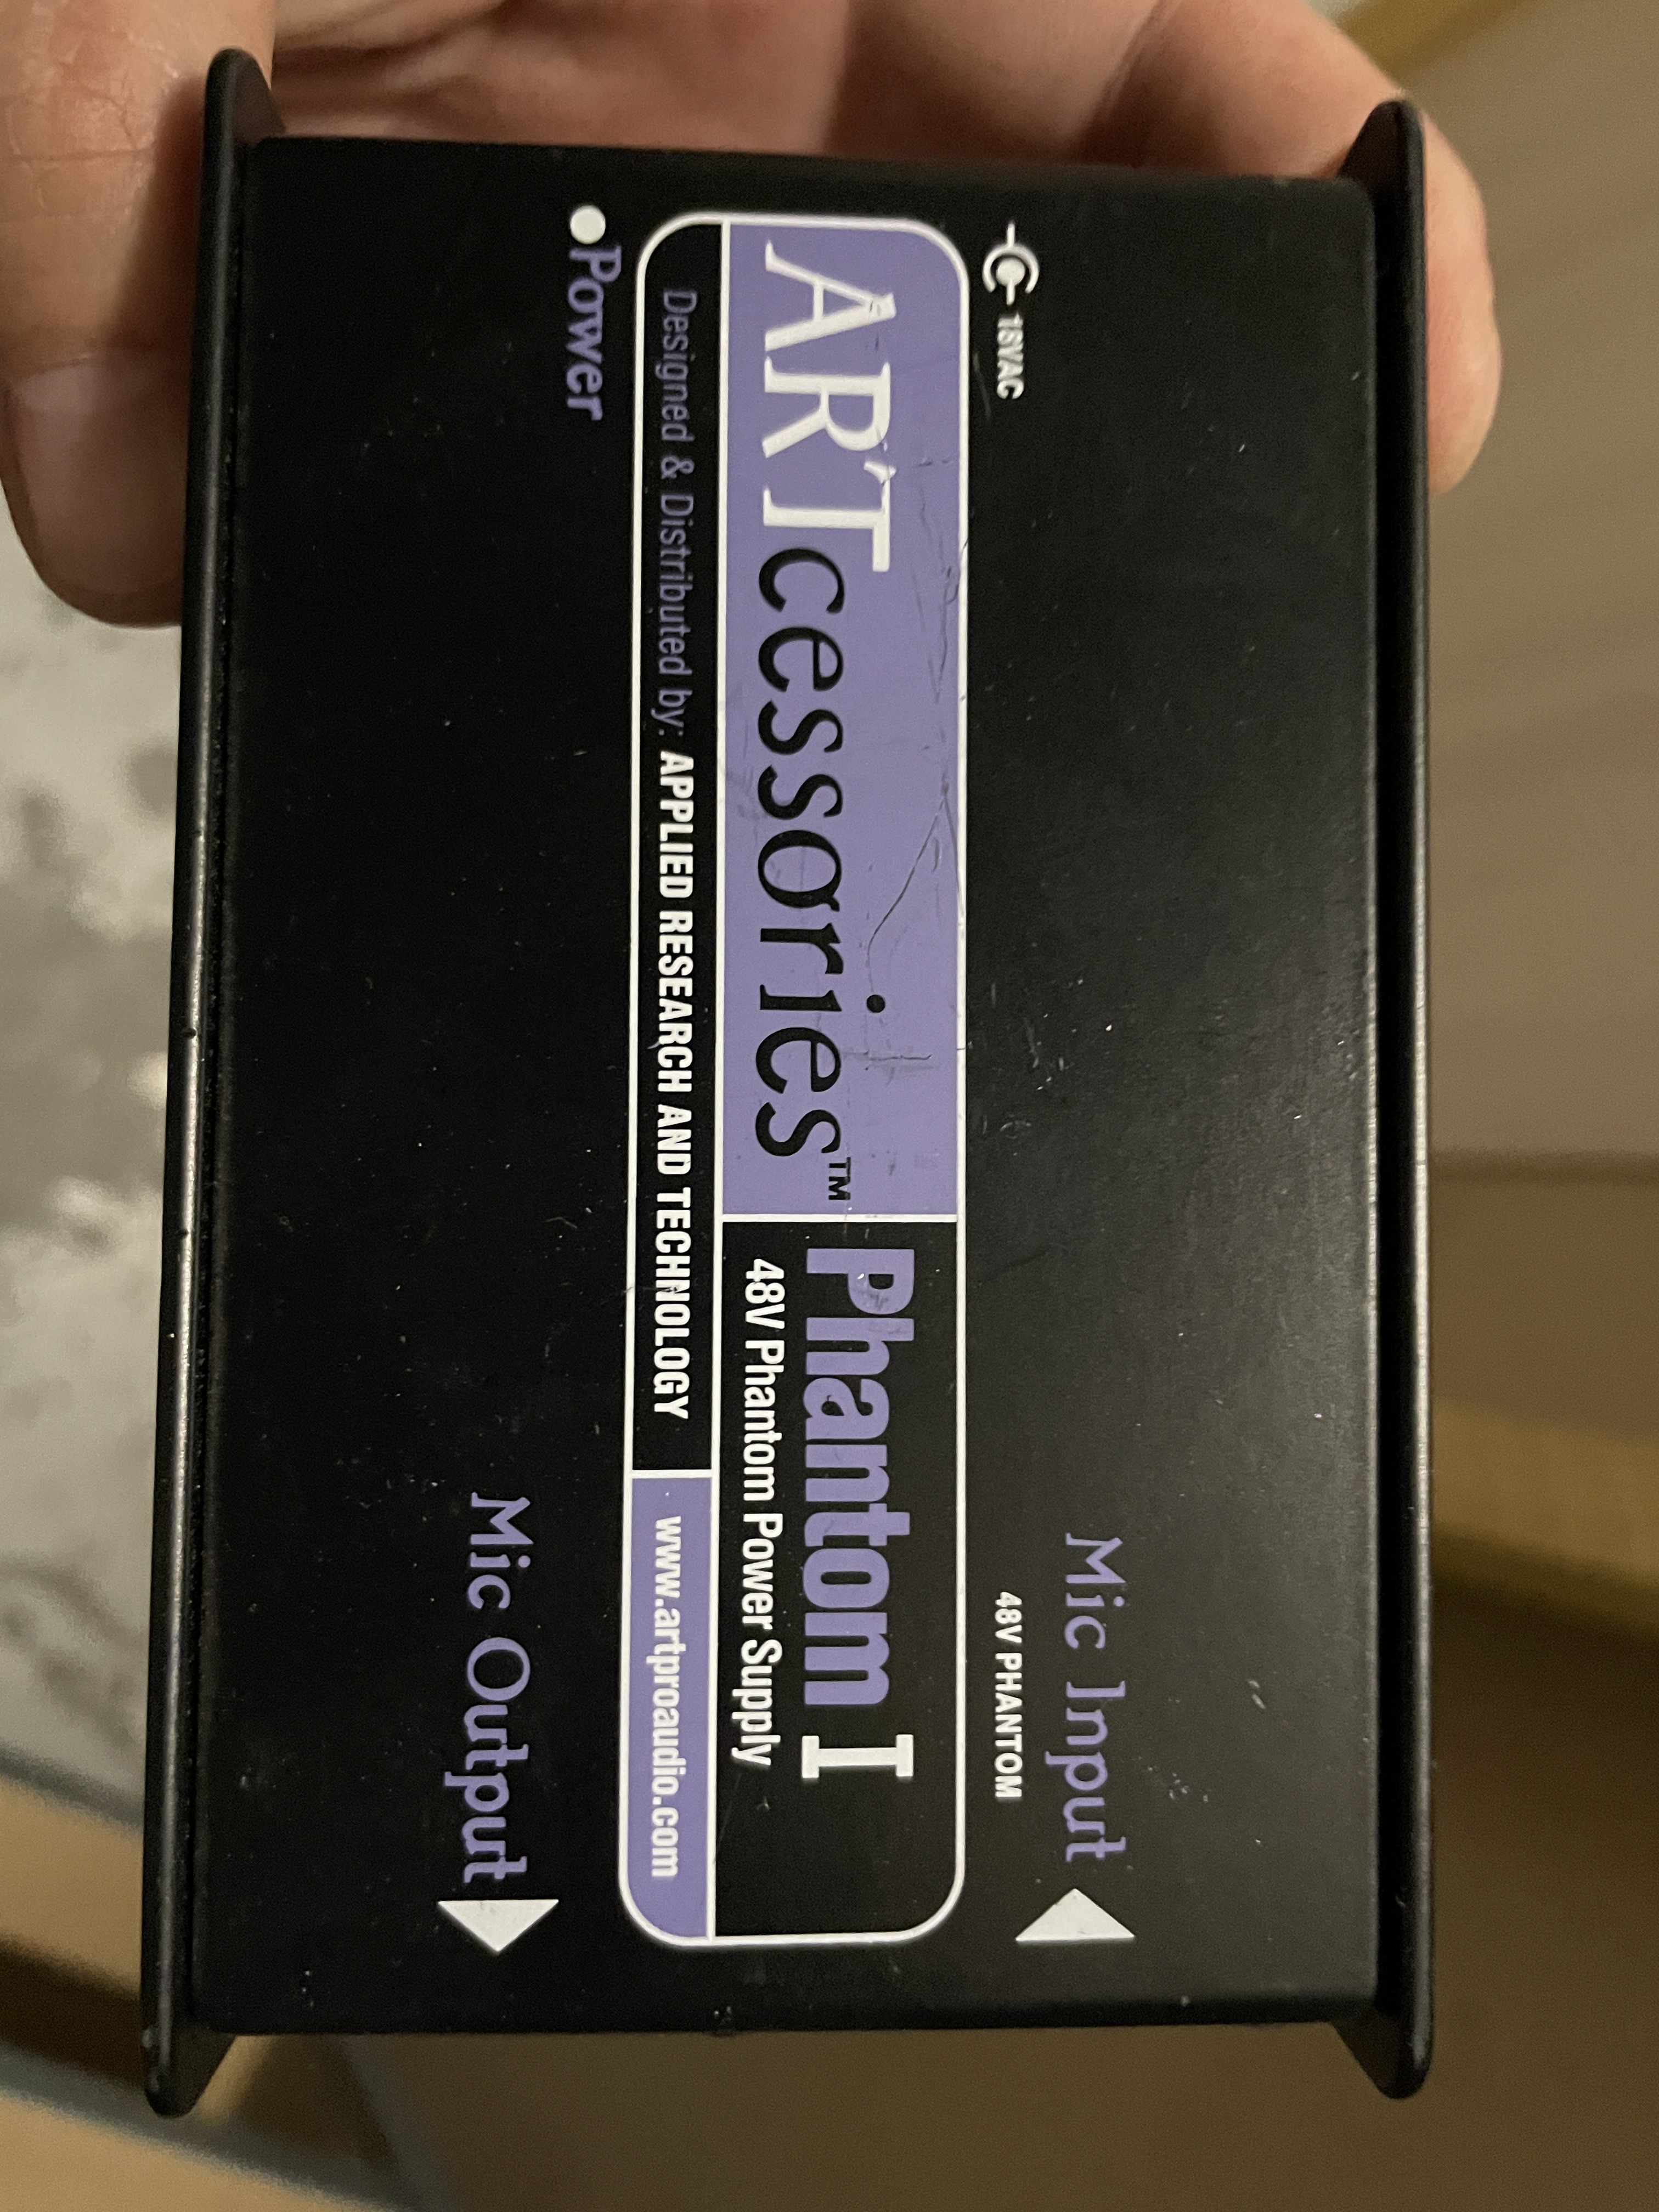 Mic Input
18VAC
48V PHANTOM
ARTcessories™
Phantom I
48V Phantom Power Supply
Designed & Distributed by: APPLIED RESEARCH AND TECHNOLOGY
www.artproaudio.com
Power
Mic Output